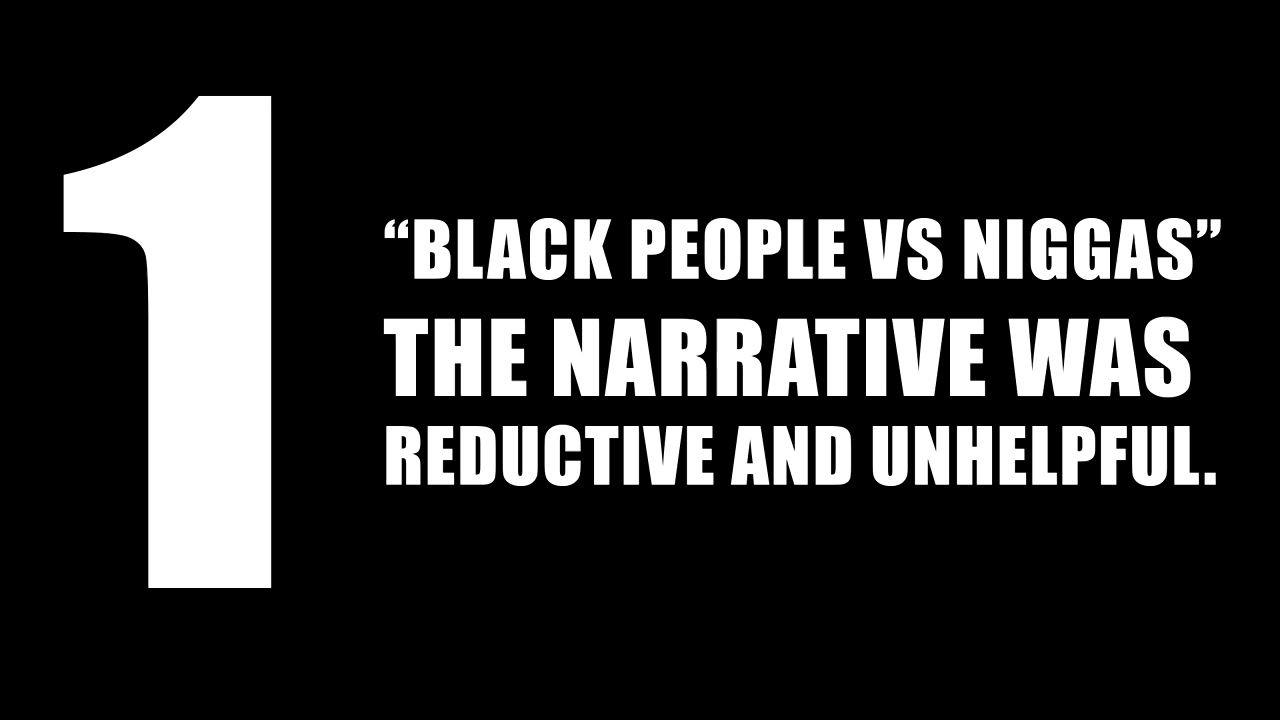 1
“BLACK PEOPLE VS NIGGAS”
THE NARRATIVE WAS
REDUCTIVE AND UNHELPFUL.